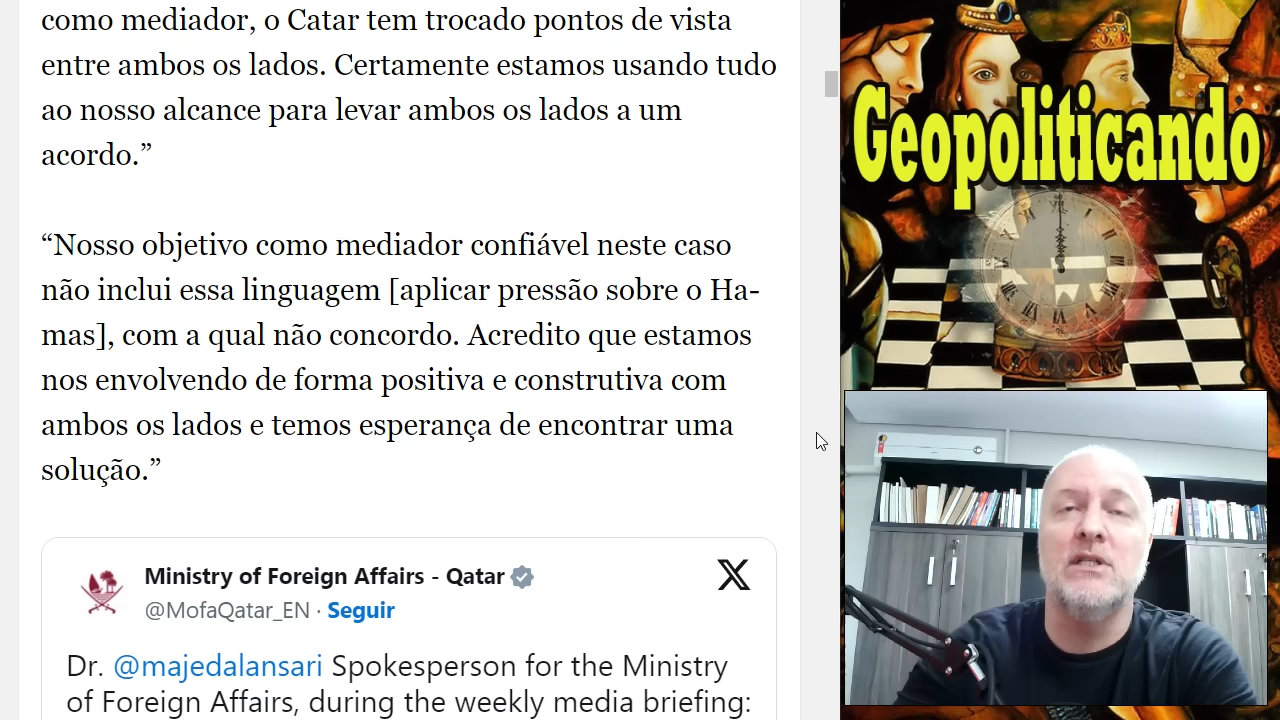 como mediador, o Catar tem trocado pontos de vista
entre ambos os lados. Certamente estamos usando tudo
ao nosso alcance para levar ambos os lados a um
acordo.”
“Nosso objetivo como mediador confiável neste caso
não inclui essa linguagem [aplicar pressão sobre o Ha-
mas], com a qual não concordo. Acredito que estamos
nos envolvendo de forma positiva e construtiva com
ambos os lados e temos esperança de encontrar uma
solução.”
Ministry of Foreign Affairs - Qatar
@MofaQatar_EN · Seguir
Dr. @majedalansari Spokesperson for the Ministry
of Foreign Affairs, during the weekly media briefing:
Geopoliticando